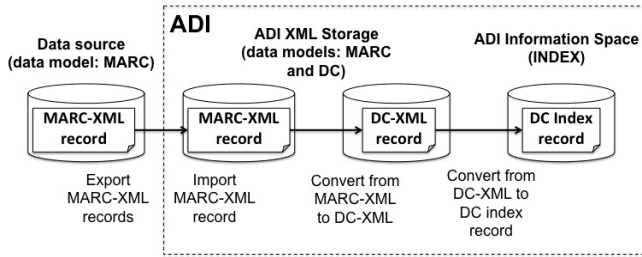 ADI
Data source
(data model: MARC)
ADI XML Storage
(data models: MARC
and DC)
ADI Information Space
(INDEX)
MARC-XML
record
MARC-XML
record
DC-XML
record
DC Index
record
Export
MARC-XML
records
Import
MARC-XML
record
Convert from
MARC-XML
to DC-XML
Convert from
DC-XML to
DC index
record